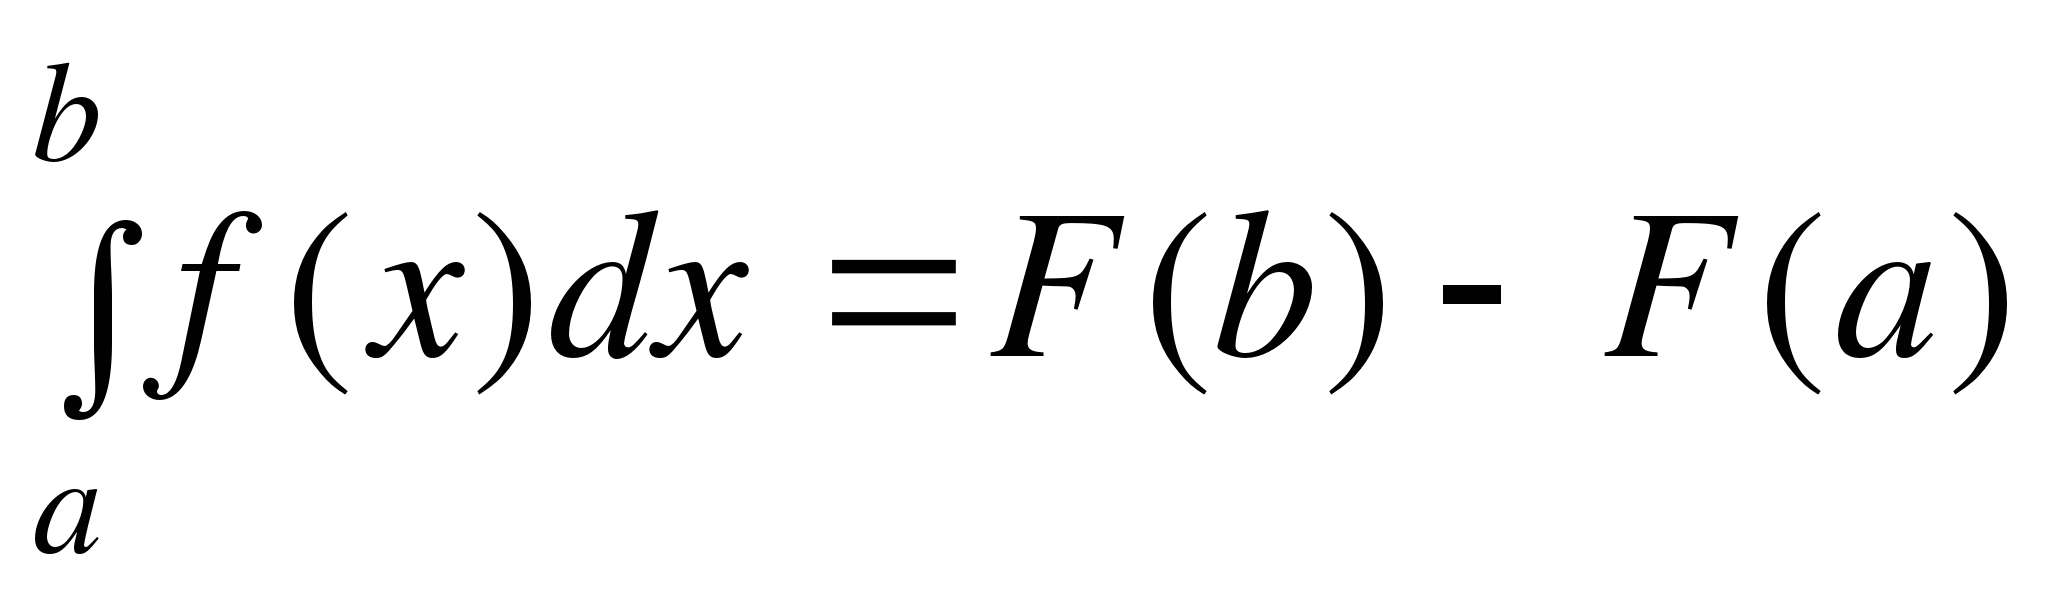 b
∫f(x)dx = F(b) - F(a)
a